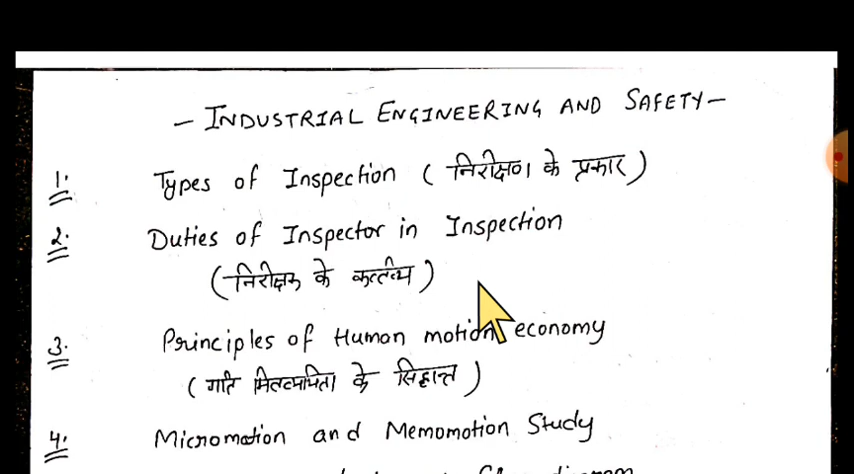 - INDUSTRIAL ENGINEERING AND SAFETY -
1. Types of Inspection ( निरीक्षण के प्रकार )
2. Duties of Inspector in Inspection
( निरीक्षक के कर्त्तव्य )
3. Principles of Human motion economy
( गति मितव्ययिता के सिद्धान्त )
4. Micromotion and Memomotion Study
diagram